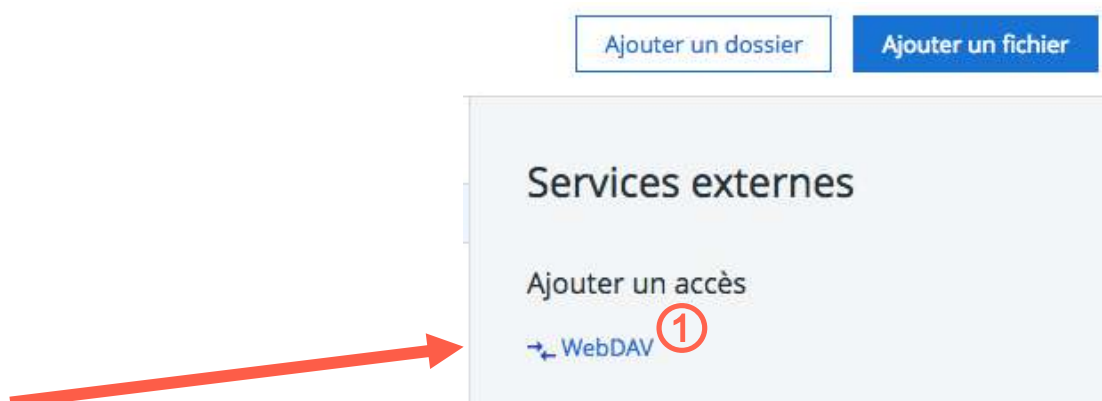 Ajouter un dossier
Ajouter un fichier
Services externes
Ajouter un accès
WebDAV 1